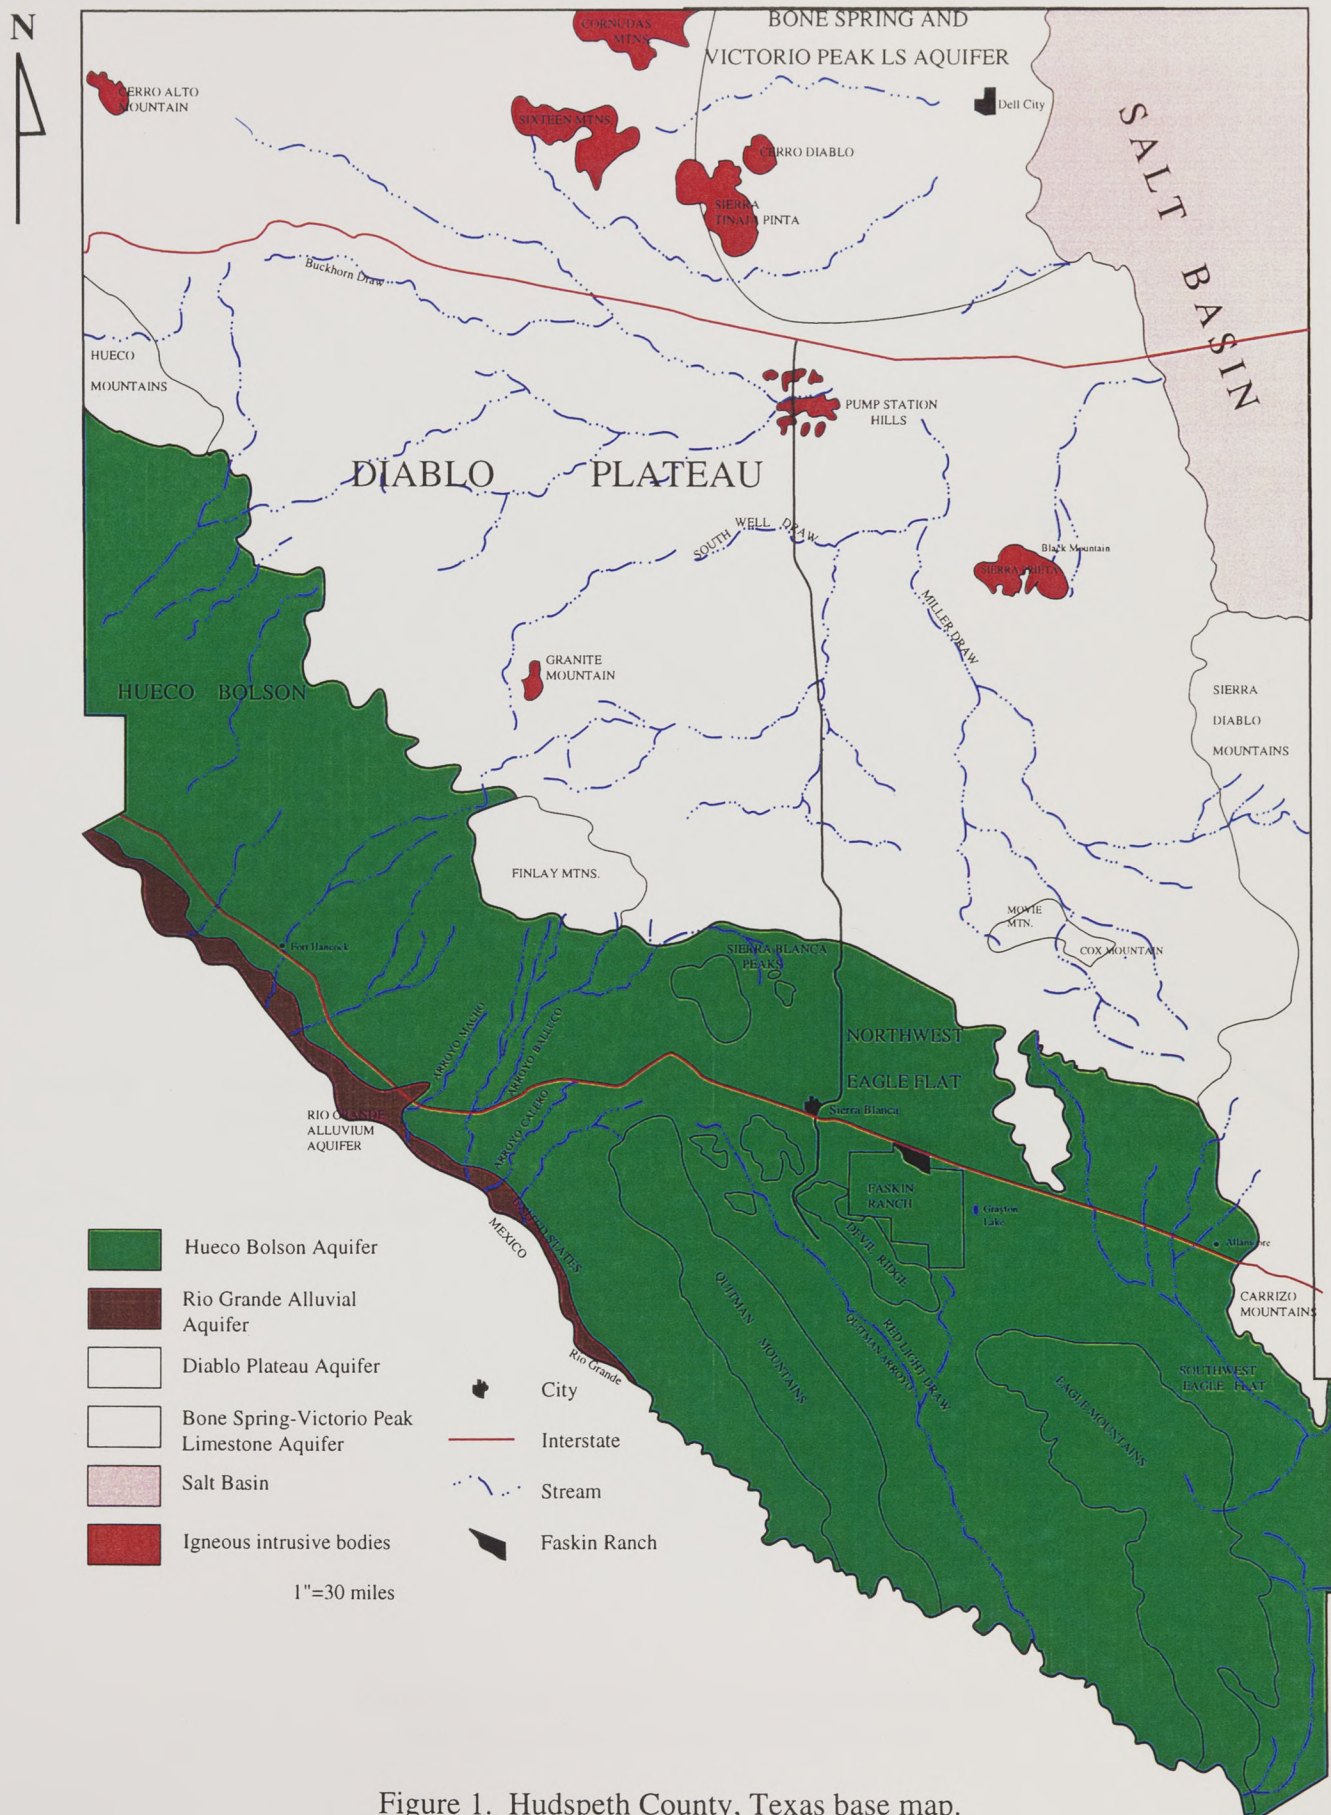 N
CORNUDAS
MTNS.
BONE SPRING AND
VICTORIO PEAK LS AQUIFER
CERRO ALTO
MOUNTAIN
SIXTEEN MTNS.
Dell City
CERRO DIABLO
SIERRA
TINAJA PINTA
SALT BASIN
Buckhorn Draw
HUECO
MOUNTAINS
PUMP STATION
HILLS
DIABLO PLATEAU
SOUTH WELL DRAW
Black Mountain
SIERRA PRIETA
MILLER DRAW
GRANITE
MOUNTAIN
HUECO BOLSON
SIERRA
DIABLO
MOUNTAINS
FINLAY MTNS.
MOVIE
MTN.
COX MOUNTAIN
Fort Hancock
SIERRA BLANCA
PEAKS
ARROYO MACHO
ARROYO BALLUCO
ARROYO CALERO
NORTHWEST
EAGLE FLAT
RIO GRANDE
ALLUVIUM
AQUIFER
Sierra Blanca
FASKIN
RANCH
Grayton
Lake
Allamore
UNITED STATES
MEXICO
DEVIL RIDGE
QUITMAN MOUNTAINS
QUITMAN ARROYO
RED LIGHT DRAW
CARRIZO
MOUNTAINS
SOUTHWEST
EAGLE FLAT
EAGLE MOUNTAINS
Rio Grande
Hueco Bolson Aquifer
Rio Grande Alluvial
Aquifer
Diablo Plateau Aquifer
Bone Spring-Victorio Peak
Limestone Aquifer
Salt Basin
Igneous intrusive bodies
City
Interstate
Stream
Faskin Ranch
1"=30 miles
Figure 1. Hudspeth County, Texas base map.